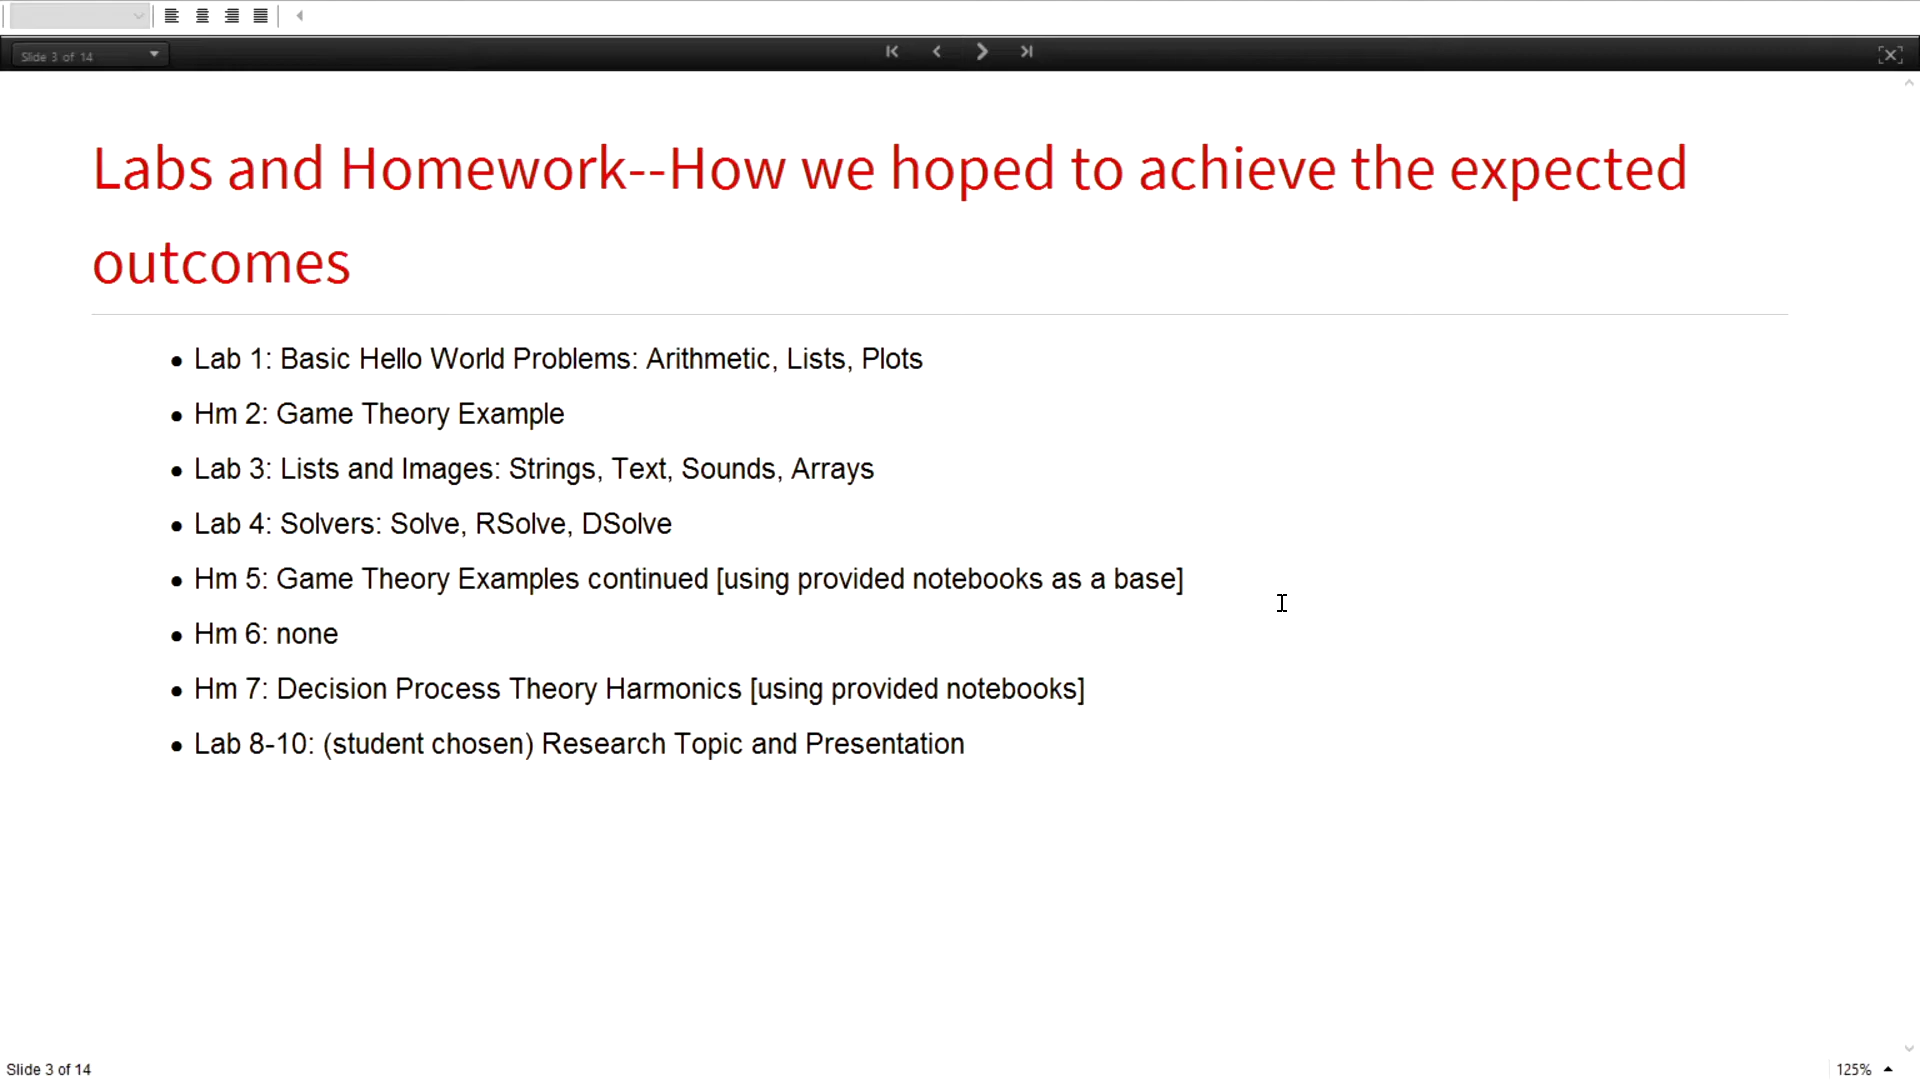 Slide 3 of 14
Labs and Homework--How we hoped to achieve the expected
outcomes
Lab 1: Basic Hello World Problems: Arithmetic, Lists, Plots
Hm 2: Game Theory Example
Lab 3: Lists and Images: Strings, Text, Sounds, Arrays
Lab 4: Solvers: Solve, RSolve, DSolve
Hm 5: Game Theory Examples continued [using provided notebooks as a base]
Hm 6: none
Hm 7: Decision Process Theory Harmonics [using provided notebooks]
Lab 8-10: (student chosen) Research Topic and Presentation
Slide 3 of 14
125%